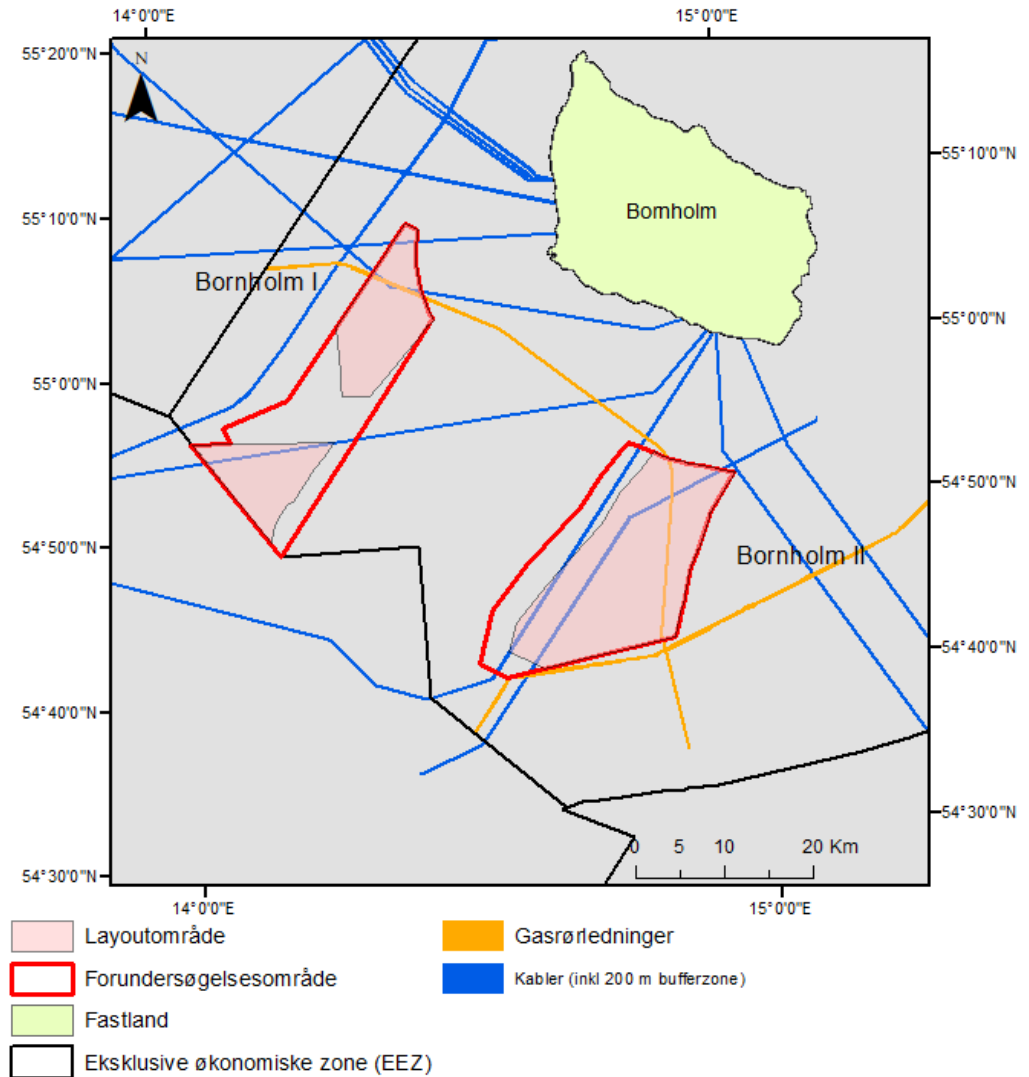 14°0'0"E 15°0'0"E
55°20'0"N
N
55°10'0"N
Bornholm
55°10'0"N
Bornholm I
55°0'0"N
55°0'0"N
54°50'0"N
54°50'0"N
Bornholm II
54°40'0"N
54°40'0"N
54°30'0"N
0 5 10 20 Km
54°30'0"N
14°0'0"E 15°0'0"E
Layoutområde
Forundersøgelsesområde
Fastland
Eksklusive økonomiske zone (EEZ)
Gasrørledninger
Kabler (inkl 200 m bufferzone)